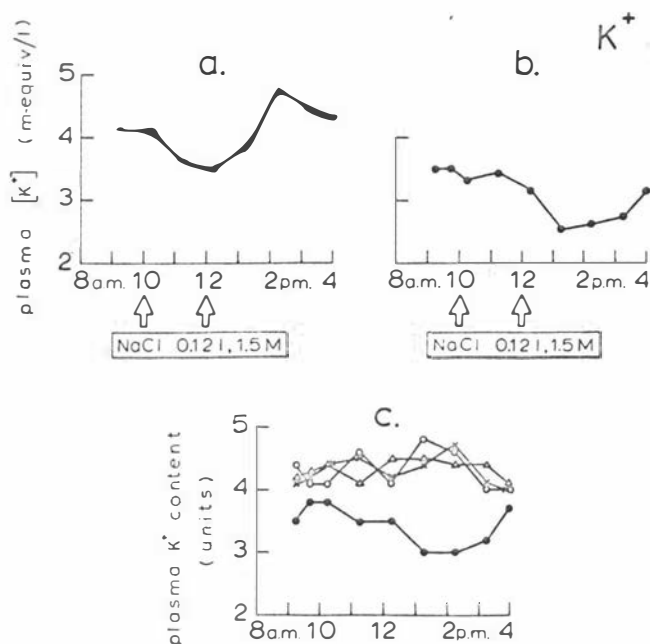 K⁺
a.
b.
plasma [K⁺] (m-equiv/l)
5
4
3
2
8a.m. 10 12 2p.m. 4
8a.m. 10 12 2p.m. 4
NaCl 0.12 l, 1.5 M
NaCl 0.12 l, 1.5 M
c.
plasma K⁺ content
(units)
5
4
3
2
8a.m. 10 12 2p.m. 4